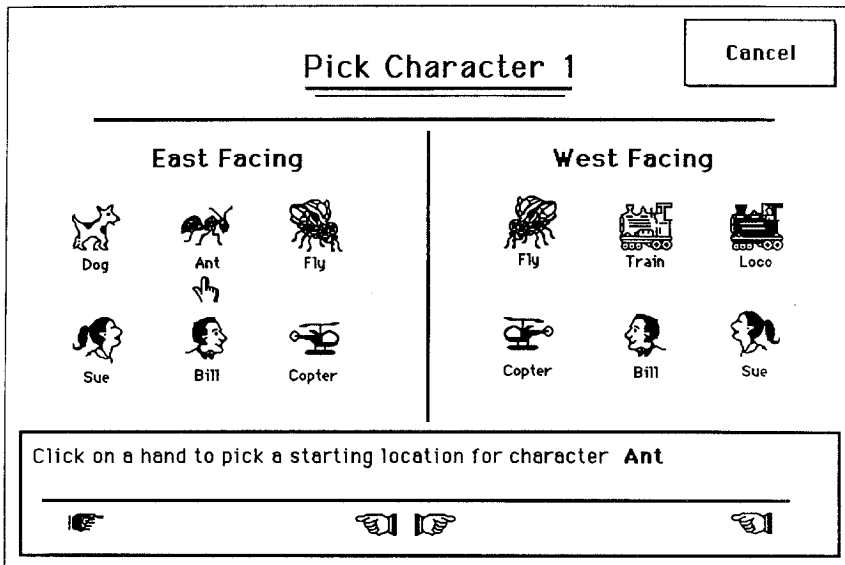 Pick Character 1
Cancel
East Facing
West Facing
Dog Ant Fly
Fly Train Loco
Sue Bill Copter
Copter Bill Sue
Click on a hand to pick a starting location for character Ant